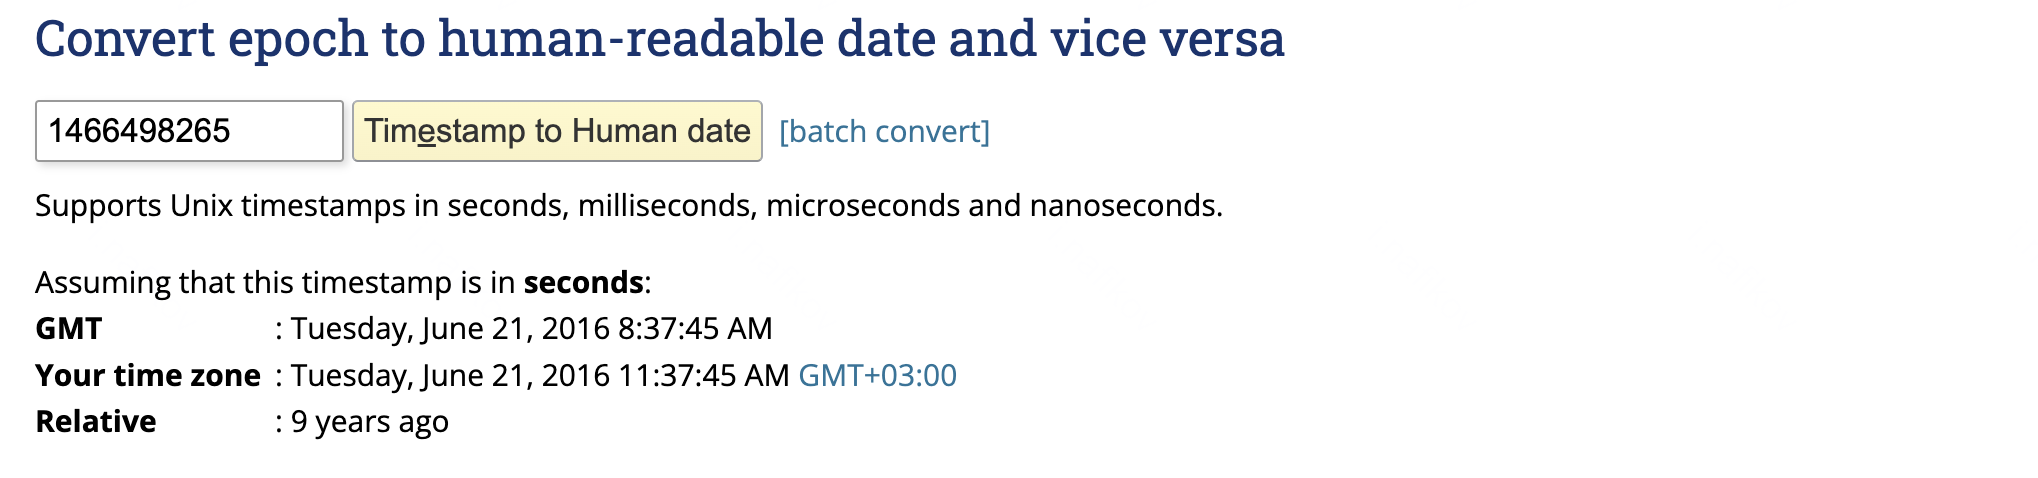 Convert epoch to human-readable date and vice versa
1466498265 Timestamp to Human date [batch convert]
Supports Unix timestamps in seconds, milliseconds, microseconds and nanoseconds.
Assuming that this timestamp is in seconds:
GMT : Tuesday, June 21, 2016 8:37:45 AM
Your time zone : Tuesday, June 21, 2016 11:37:45 AM GMT+03:00
Relative : 9 years ago